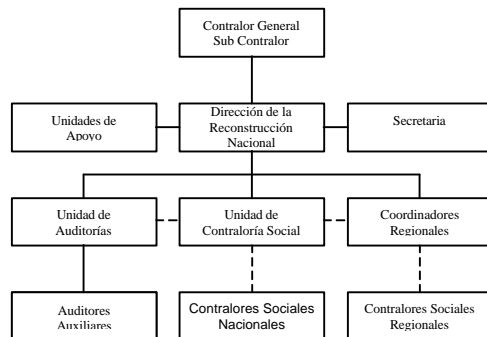 Contralor General
Sub Contralor
Unidades de
Apoyo
Dirección de la
Reconstrucción
Nacional
Secretaria
Unidad de
Auditorías
Unidad de
Contraloría Social
Coordinadores
Regionales
Auditores
Auxiliares
Contralores Sociales
Nacionales
Contralores Sociales
Regionales